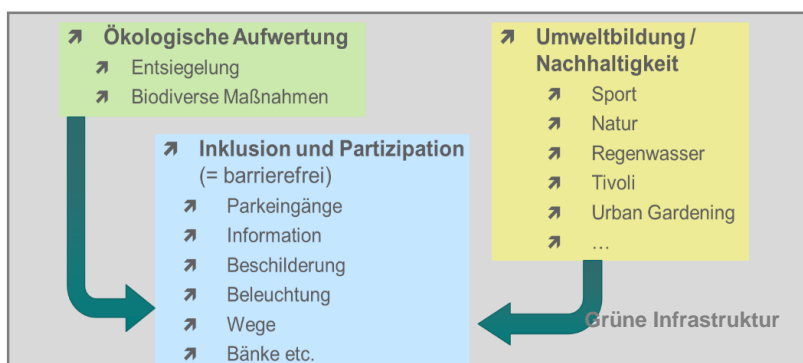 Ökologische Aufwertung
Entsiegelung
Biodiverse Maßnahmen
Umweltbildung /
Nachhaltigkeit
Sport
Natur
Regenwasser
Tivoli
Urban Gardening
...
Inklusion und Partizipation
(= barrierefrei)
Parkeingänge
Information
Beschilderung
Beleuchtung
Wege
Bänke etc.
Grüne Infrastruktur